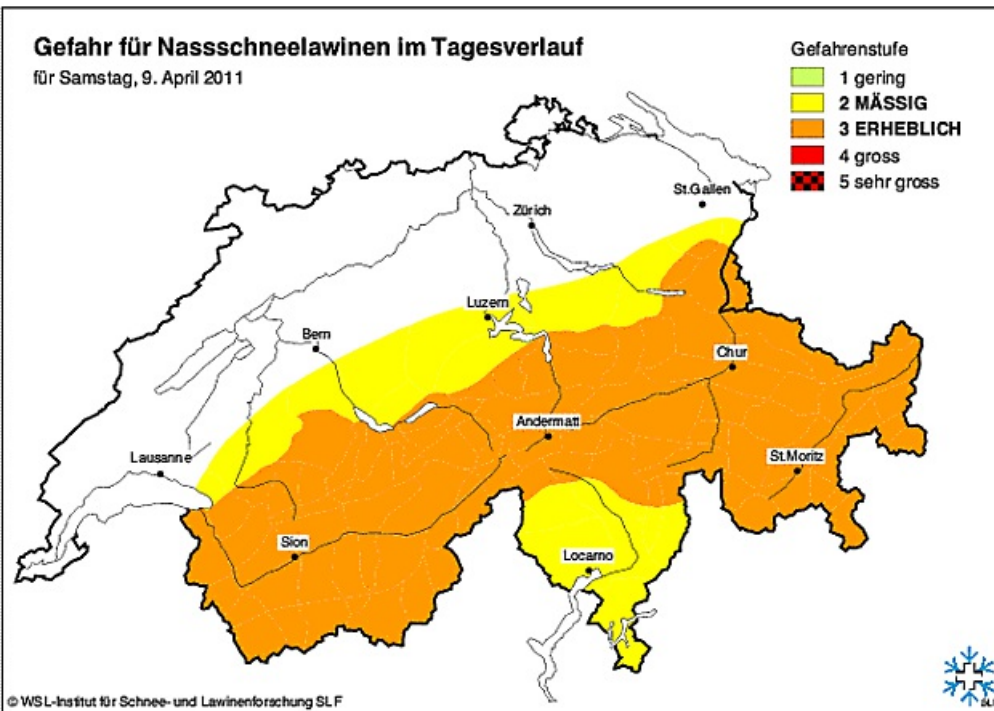 Gefahr für Nassschneelawinen im Tagesverlauf
für Samstag, 9. April 2011
Gefahrenstufe
1 gering
2 MÄSSIG
3 ERHEBLICH
4 gross
5 sehr gross
St.Gallen
Zürich
Luzern
Bern
Chur
Andermatt
Lausanne
St.Moritz
Sion
Locarno
© WSL-Institut für Schnee- und Lawinenforschung SLF
SLF